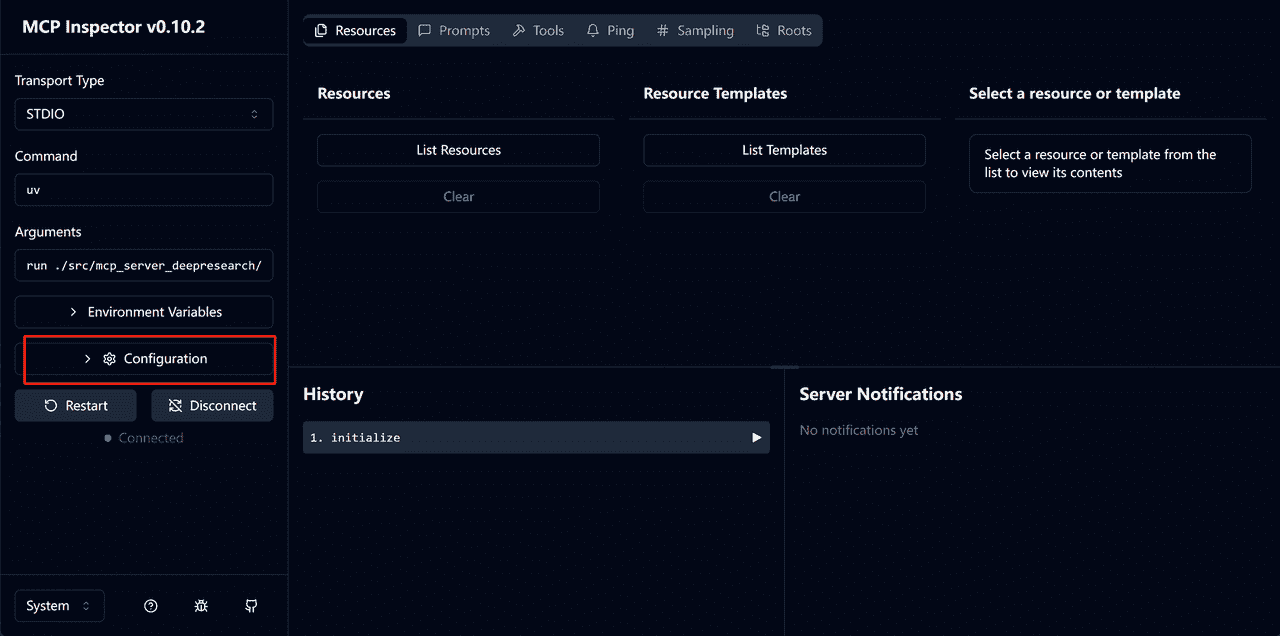 MCP Inspector v0.10.2
Transport Type
STDIO
Command
uv
Arguments
run ./src/mcp_server_deepresearch/
Environment Variables
Configuration
Restart
Disconnect
Connected
System
Resources
Prompts
Tools
Ping
Sampling
Roots
Resources
List Resources
Clear
Resource Templates
List Templates
Clear
Select a resource or template
Select a resource or template from the
list to view its contents
History
1. initialize
Server Notifications
No notifications yet